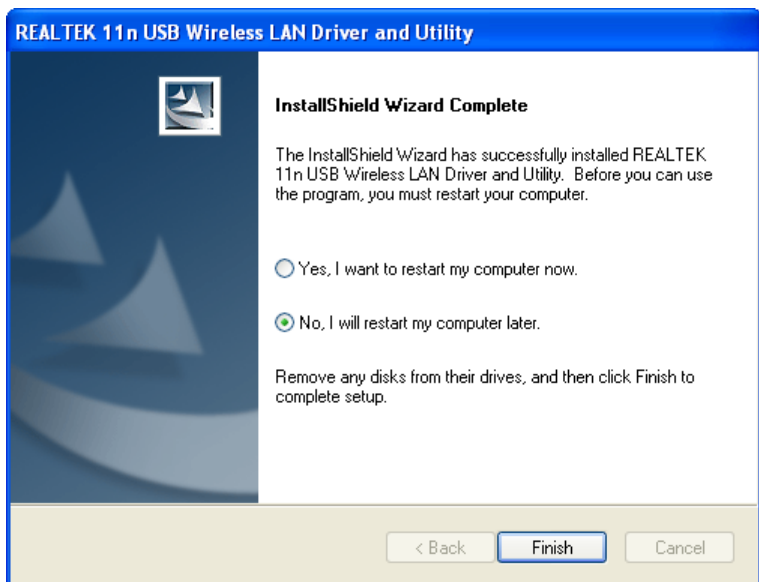 REALTEK 11n USB Wireless LAN Driver and Utility
InstallShield Wizard Complete
The InstallShield Wizard has successfully installed REALTEK
11n USB Wireless LAN Driver and Utility.  Before you can use
the program, you must restart your computer.
Yes, I want to restart my computer now.
No, I will restart my computer later.
Remove any disks from their drives, and then click Finish to
complete setup.
< Back Finish Cancel